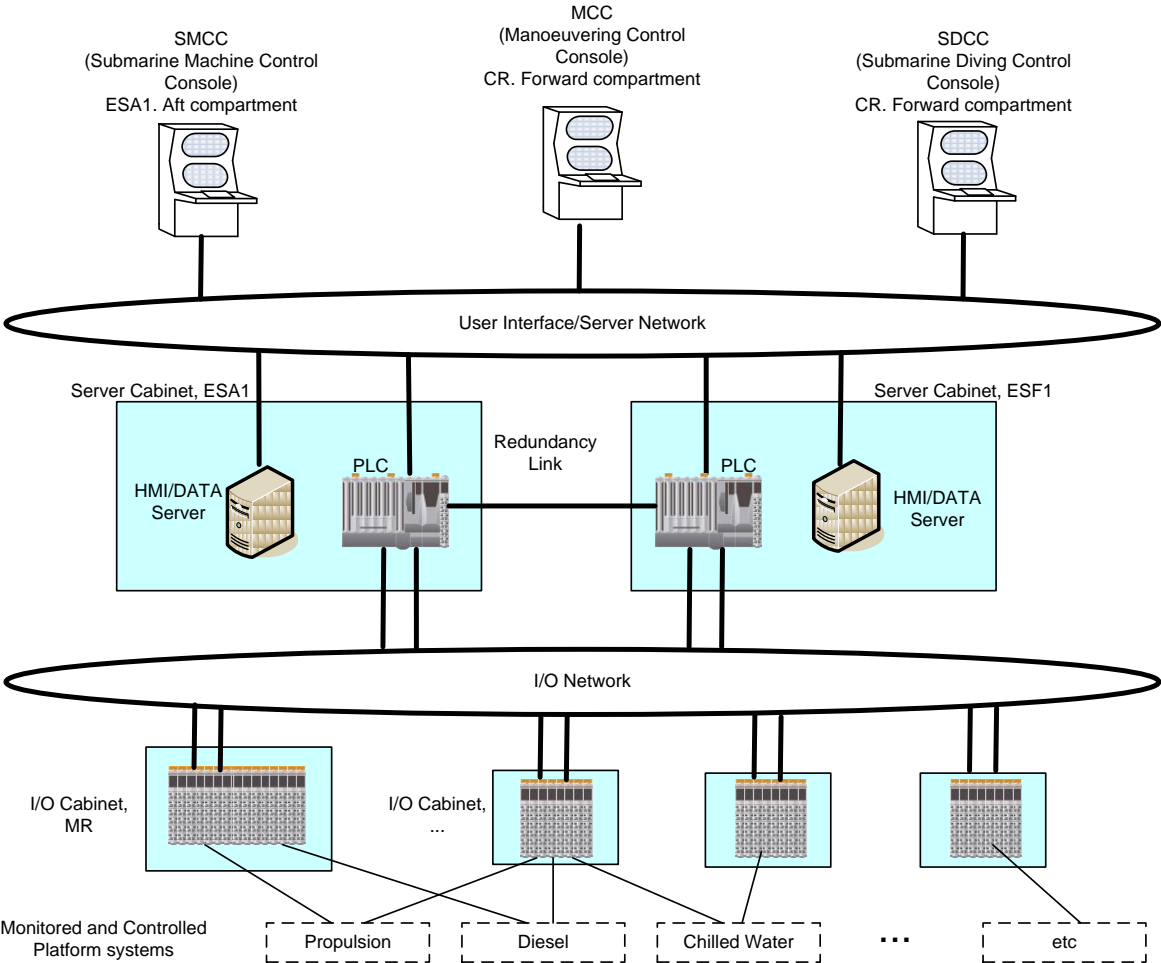 SMCC
(Submarine Machine Control
Console)
ESA1. Aft compartment
MCC
(Manoeuvering Control
Console)
CR. Forward compartment
SDCC
(Submarine Diving Control
Console)
CR. Forward compartment
User Interface/Server Network
Server Cabinet, ESA1
Server Cabinet, ESF1
HMI/DATA
Server
PLC
Redundancy
Link
PLC
HMI/DATA
Server
I/O Network
I/O Cabinet,
MR
I/O Cabinet,
...
Monitored and Controlled
Platform systems
Propulsion
Diesel
Chilled Water
...
etc